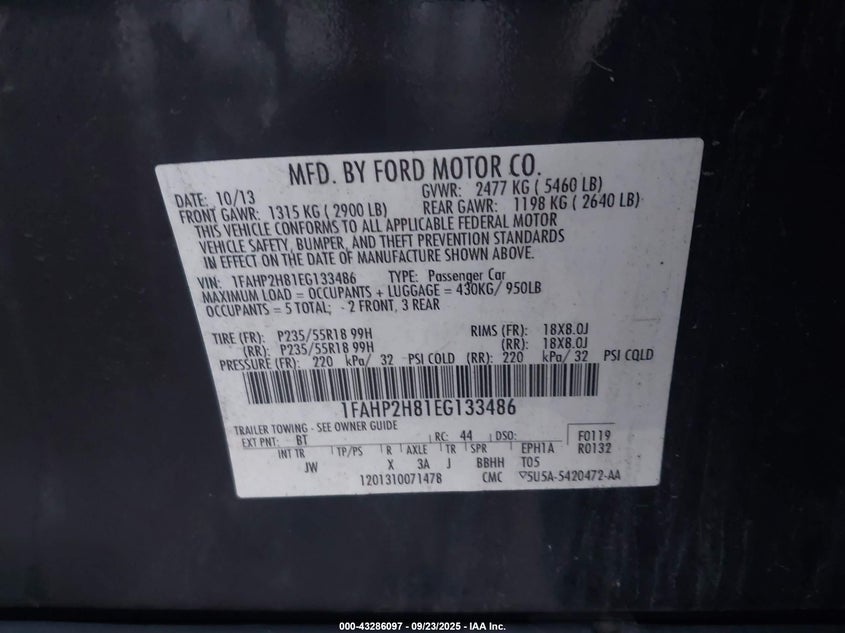 MFD. BY FORD MOTOR CO.
DATE: 10/13 GVWR: 2477 KG ( 5460 LB)
FRONT GAWR: 1315 KG ( 2900 LB) REAR GAWR: 1198 KG ( 2640 LB)
THIS VEHICLE CONFORMS TO ALL APPLICABLE FEDERAL MOTOR
VEHICLE SAFETY, BUMPER, AND THEFT PREVENTION STANDARDS
IN EFFECT ON THE DATE OF MANUFACTURE SHOWN ABOVE.
VIN: 1FAHP2H81EG133486 TYPE: Passenger Car
MAXIMUM LOAD = OCCUPANTS + LUGGAGE = 430KG/ 950LB
OCCUPANTS = 5 TOTAL; - 2 FRONT, 3 REAR
TIRE (FR): P235/55R18 99H RIMS (FR): 18X8.0J
(RR): P235/55R18 99H (RR): 18X8.0J
PRESSURE (FR): 220 kPa/ 32 PSI COLD (RR): 220 kPa/ 32 PSI COLD
1FAHP2H81EG133486
TRAILER TOWING - SEE OWNER GUIDE
EXT PNT: BT RC: 44 DSO: F0119
INT TR TP/PS R AXLE TR SPR EPH1A R0132
JW X 3A J BBHH T05
1201310071478 CMC 5U5A-5420472-AA
000-43286097 - 09/23/2025 - IAA Inc.